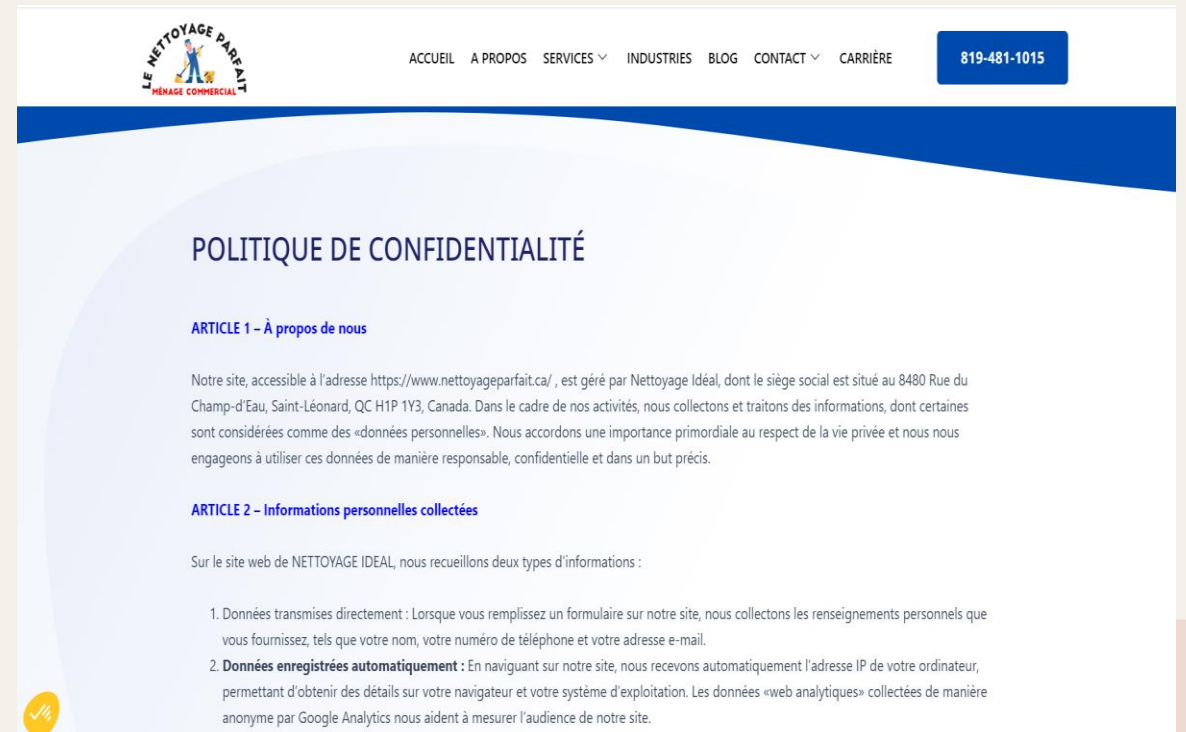 LE NETTOYAGE PARFAIT
MÉNAGE COMMERCIAL
ACCUEIL A PROPOS SERVICES INDUSTRIES BLOG CONTACT CARRIÈRE
819-481-1015
POLITIQUE DE CONFIDENTIALITÉ
ARTICLE 1 – À propos de nous
Notre site, accessible à l'adresse https://www.nettoyageparfait.ca/ , est géré par Nettoyage Idéal, dont le siège social est situé au 8480 Rue du
Champ-d'Eau, Saint-Léonard, QC H1P 1Y3, Canada. Dans le cadre de nos activités, nous collectons et traitons des informations, dont certaines
sont considérées comme des «données personnelles». Nous accordons une importance primordiale au respect de la vie privée et nous nous
engageons à utiliser ces données de manière responsable, confidentielle et dans un but précis.
ARTICLE 2 – Informations personnelles collectées
Sur le site web de NETTOYAGE IDEAL, nous recueillons deux types d'informations :
1. Données transmises directement : Lorsque vous remplissez un formulaire sur notre site, nous collectons les renseignements personnels que
vous fournissez, tels que votre nom, votre numéro de téléphone et votre adresse e-mail.
2. Données enregistrées automatiquement : En naviguant sur notre site, nous recevons automatiquement l'adresse IP de votre ordinateur,
permettant d'obtenir des détails sur votre navigateur et votre système d'exploitation. Les données «web analytiques» collectées de manière
anonyme par Google Analytics nous aident à mesurer l'audience de notre site.